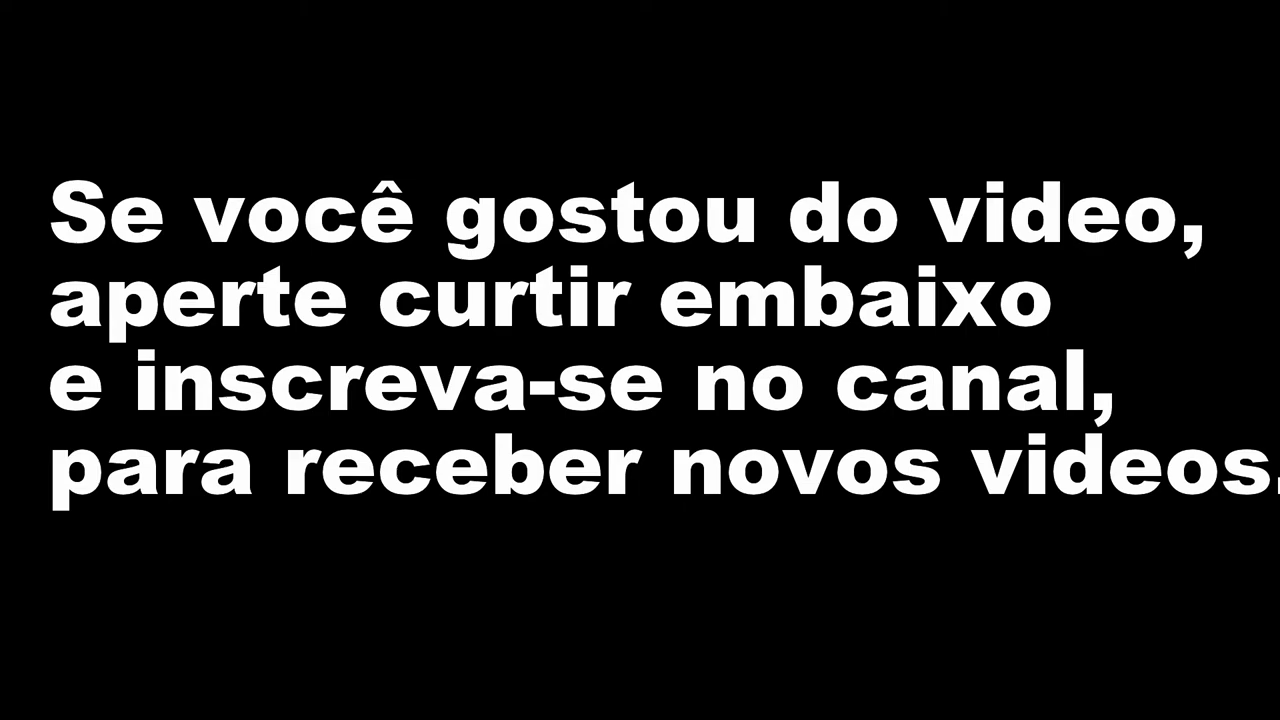 Se você gostou do video,
aperte curtir embaixo
e inscreva-se no canal,
para receber novos videos.